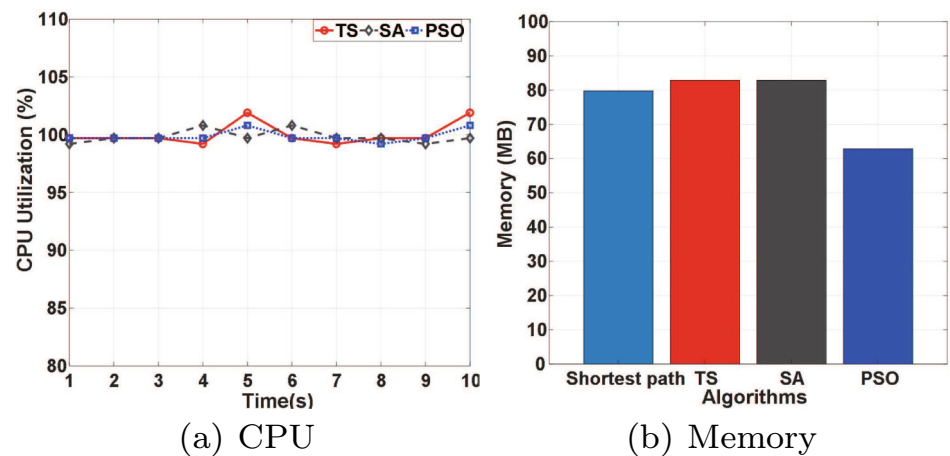 110
105
100
95
90
85
80
CPU Utilization (%)
TS SA PSO
1 2 3 4 5 6 7 8 9 10
Time(s)
(a) CPU
100
90
80
70
60
50
40
30
20
10
0
Memory (MB)
Shortest path TS SA PSO
Algorithms
(b) Memory